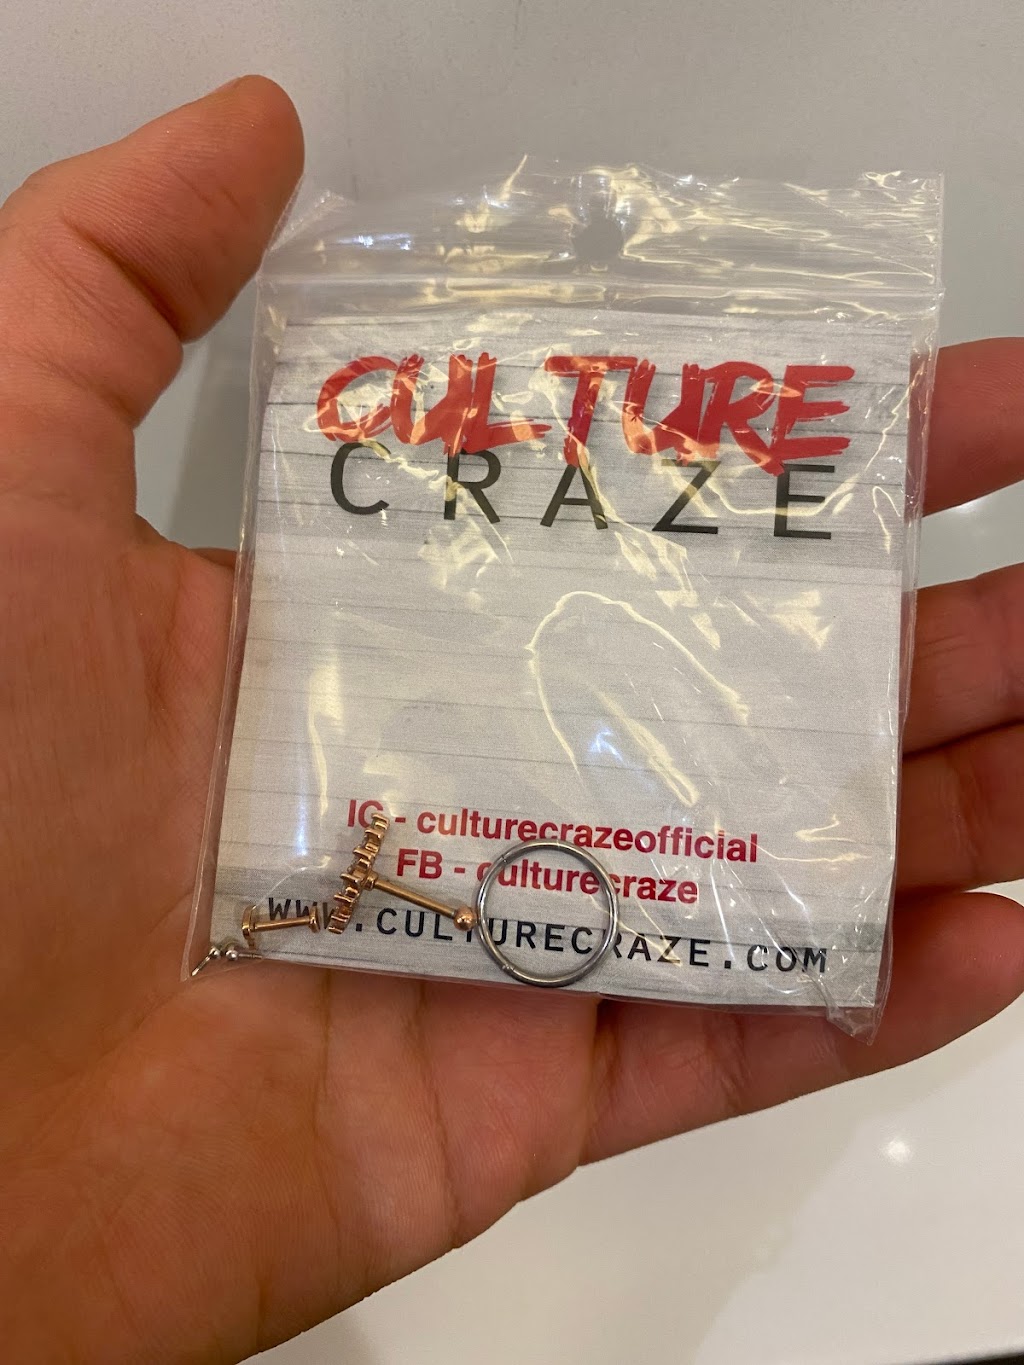 CULTURE
CRAZE
IG - culturecrazeofficial
FB - culturecraze
WWW.CULTURECRAZE.COM